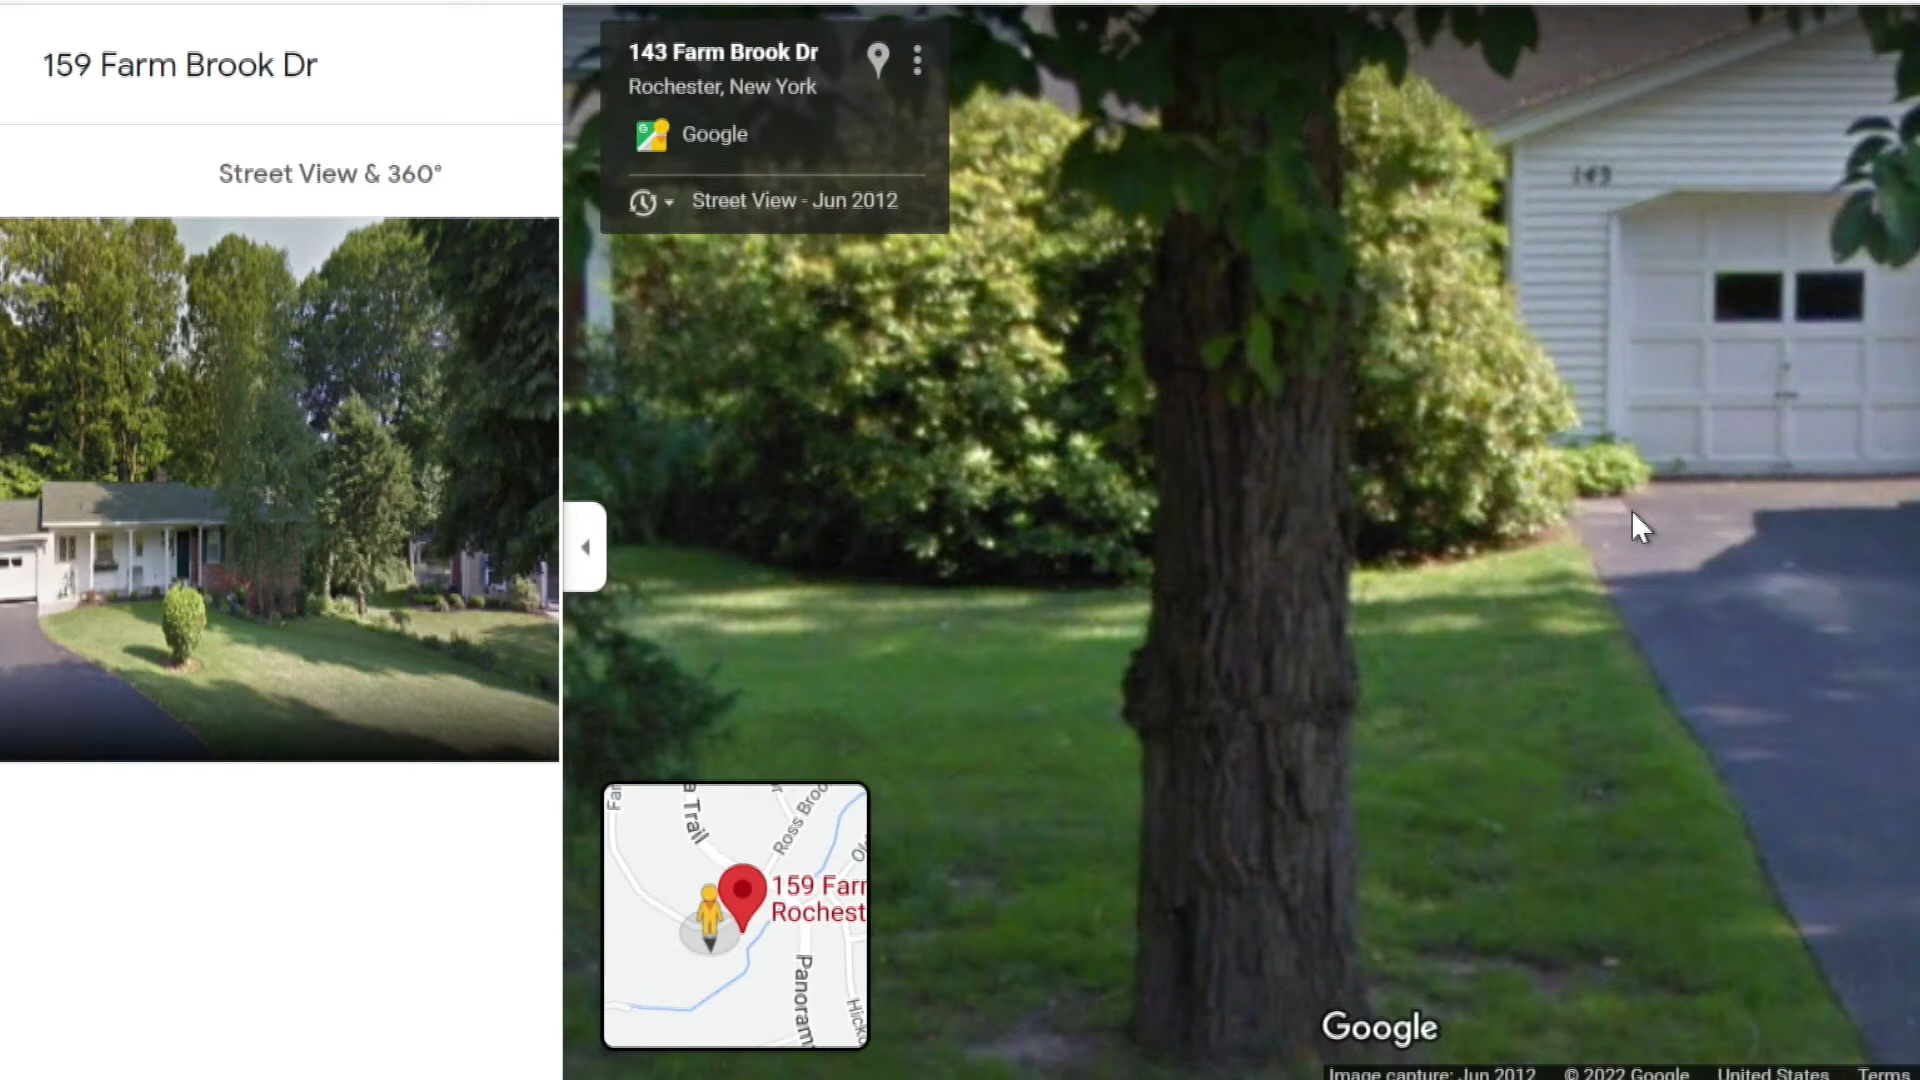 159 Farm Brook Dr
Street View & 360°
143 Farm Brook Dr
Rochester, New York
Google
Street View - Jun 2012
143
a Trail
Ross Broo
159 Farr
Rochest
Panoram
Google
Image capture: Jun 2012 © 2022 Google United States Terms